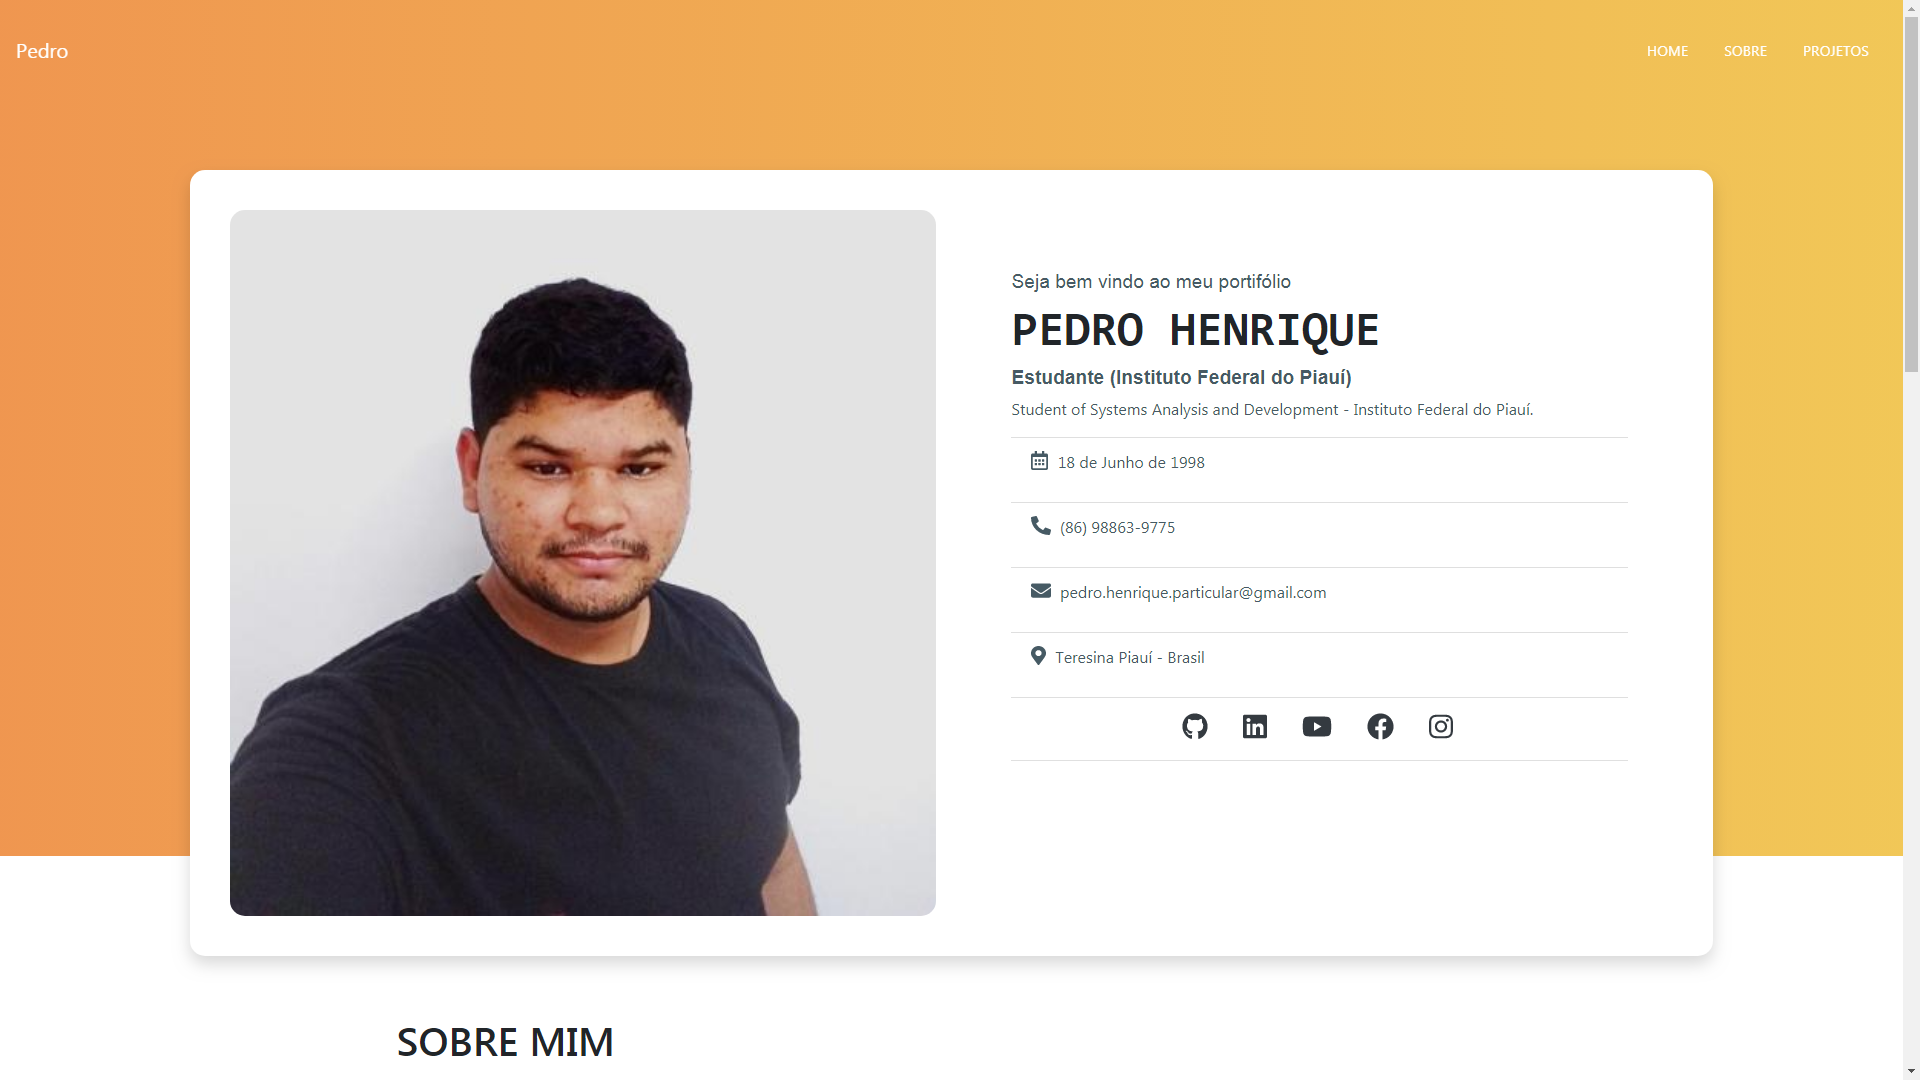 Pedro
HOME
SOBRE
PROJETOS
Seja bem vindo ao meu portifólio
PEDRO HENRIQUE
Estudante (Instituto Federal do Piauí)
Student of Systems Analysis and Development - Instituto Federal do Piauí.
18 de Junho de 1998
(86) 98863-9775
pedro.henrique.particular@gmail.com
Teresina Piauí - Brasil
SOBRE MIM